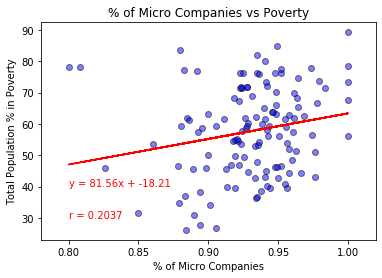 % of Micro Companies vs Poverty
Total Population % in Poverty
90
80
70
60
50
40
30
y = 81.56x + -18.21
r = 0.2037
0.80
0.85
0.90
0.95
1.00
% of Micro Companies